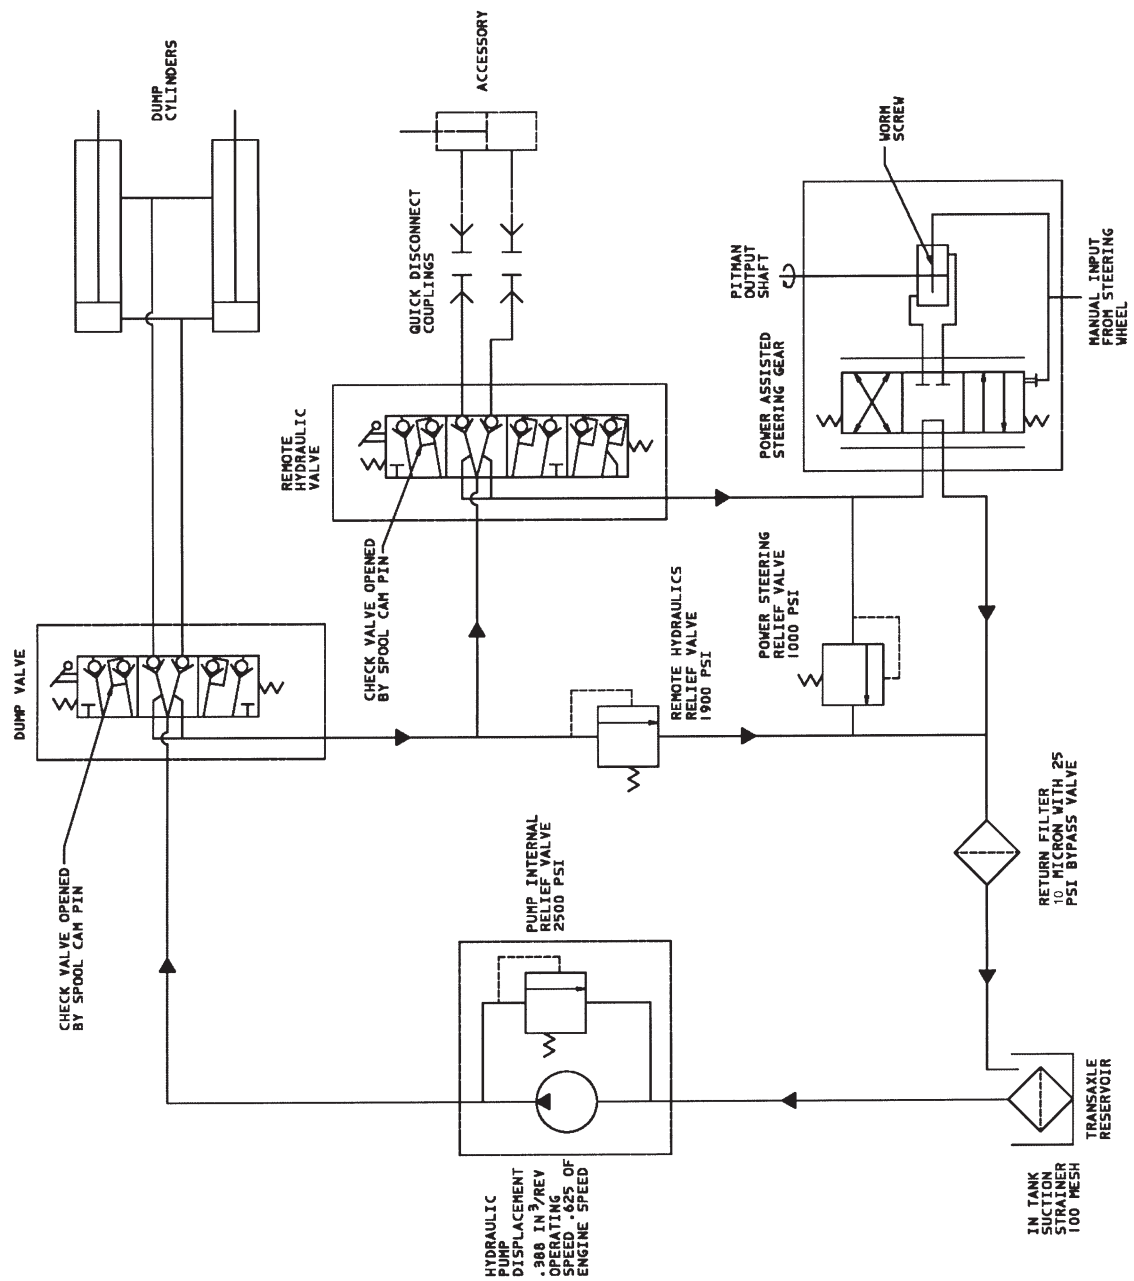 DUMP
CYLINDERS
ACCESSORY
QUICK DISCONNECT
COUPLINGS
WORM
SCREW
PITMAN
OUTPUT
SHAFT
MANUAL INPUT
FROM STEERING
WHEEL
POWER ASSISTED
STEERING GEAR
REMOTE
HYDRAULIC
VALVE
CHECK VALVE OPENED
BY SPOOL CAM PIN
DUMP VALVE
REMOTE HYDRAULICS
RELIEF VALVE
1900 PSI
POWER STEERING
RELIEF VALVE
1000 PSI
CHECK VALVE OPENED
BY SPOOL CAM PIN
PUMP INTERNAL
RELIEF VALVE
2500 PSI
RETURN FILTER
10 MICRON WITH 25
PSI BYPASS VALVE
HYDRAULIC
PUMP
DISPLACEMENT
.388 IN³/REV
OPERATING
SPEED .625 OF
ENGINE SPEED
TRANSAXLE
RESERVOIR
IN TANK
SUCTION
STRAINER
100 MESH